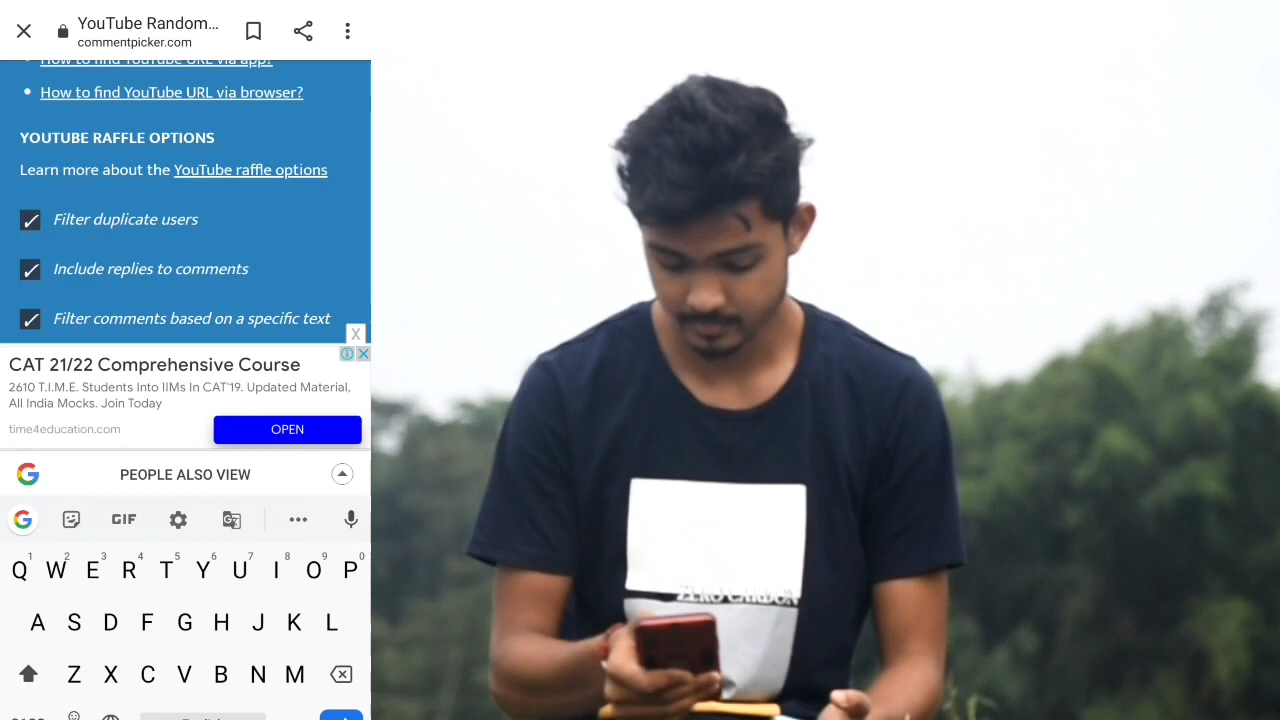 YouTube Random...
commentpicker.com
How to find YouTube URL via app?
How to find YouTube URL via browser?
YOUTUBE RAFFLE OPTIONS
Learn more about the YouTube raffle options
Filter duplicate users
Include replies to comments
Filter comments based on a specific text
X
CAT 21/22 Comprehensive Course
2610 T.I.M.E. Students Into IIMs In CAT'19. Updated Material,
All India Mocks. Join Today
time4education.com
OPEN
PEOPLE ALSO VIEW
GIF
1 2 3 4 5 6 7 8 9 0
Q W E R T Y U I O P
A S D F G H J K L
Z X C V B N M
ZERO CARBON